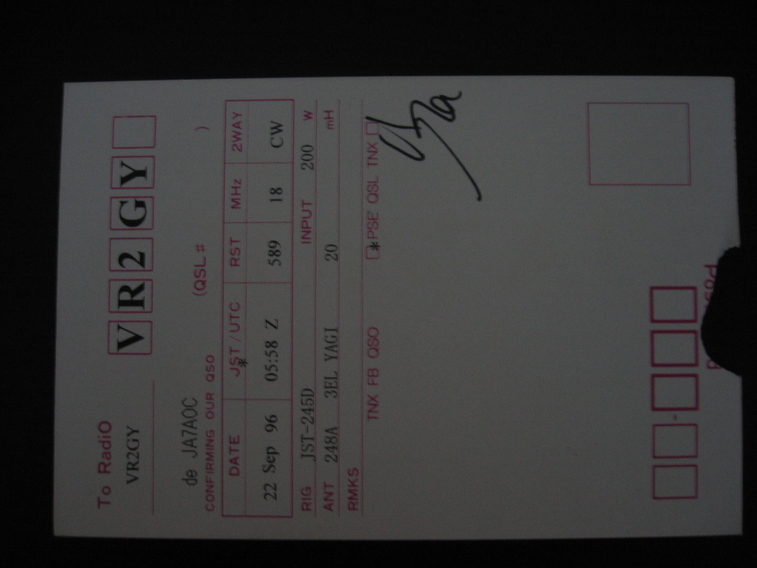 To RadiO VR2GY
VR2GY
de JA7AOC (QSL # )
CONFIRMING OUR QSO
DATE JST/UTC RST MHz 2WAY
22 Sep 96 05:58 Z 589 18 CW
RIG JST-245D INPUT 200 W
ANT 248A 3EL YAGI 20 mH
RMKS
TNX FB QSO *PSE QSL TNX